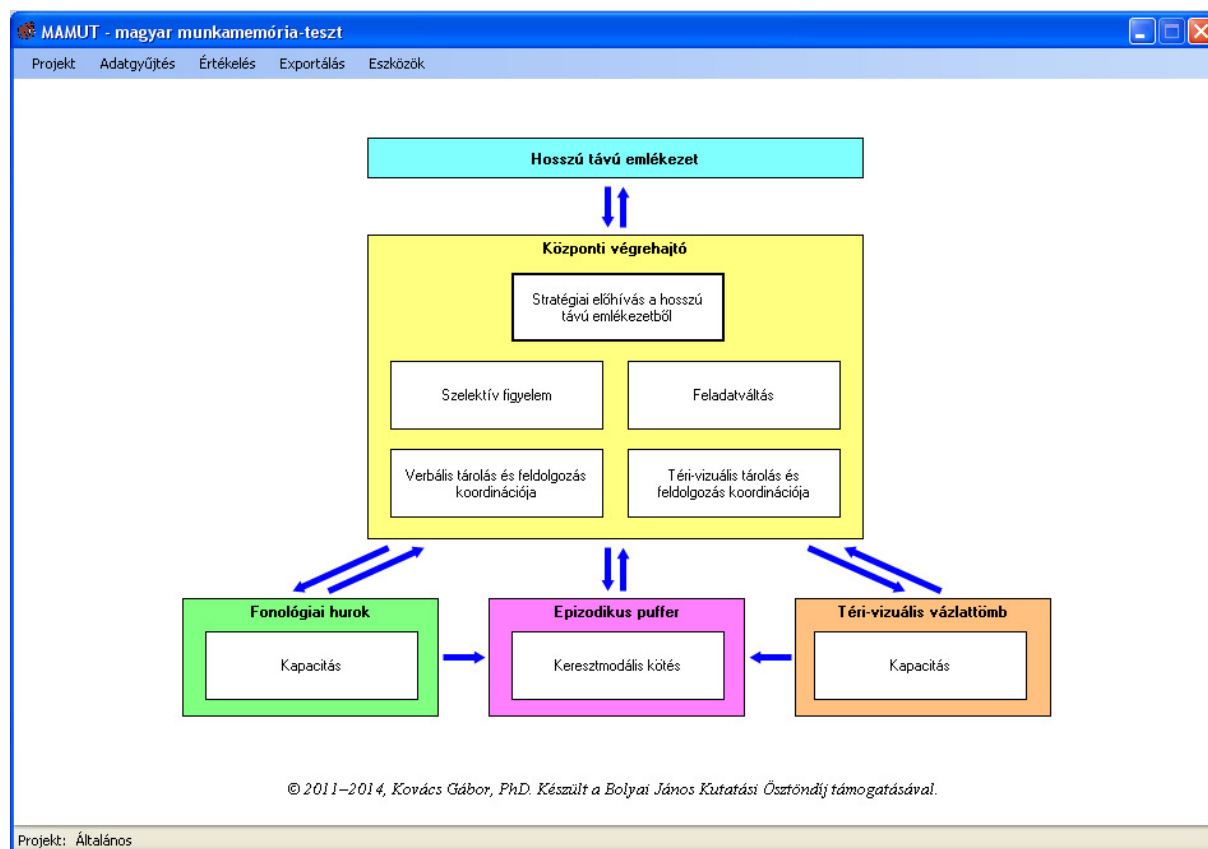 MAMUT - magyar munkamemória-teszt
Projekt Adatgyűjtés Értékelés Exportálás Eszközök
Hosszú távú emlékezet
Központi végrehajtó
Stratégiai előhívás a hosszú
távú emlékezetből
Szelektív figyelem
Feladatváltás
Verbális tárolás és feldolgozás
koordinációja
Téri-vizuális tárolás és
feldolgozás koordinációja
Fonológiai hurok
Kapacitás
Epizodikus puffer
Keresztmodális kötés
Téri-vizuális vázlattömb
Kapacitás
© 2011–2014, Kovács Gábor, PhD. Készült a Bolyai János Kutatási Ösztöndíj támogatásával.
Projekt: Általános